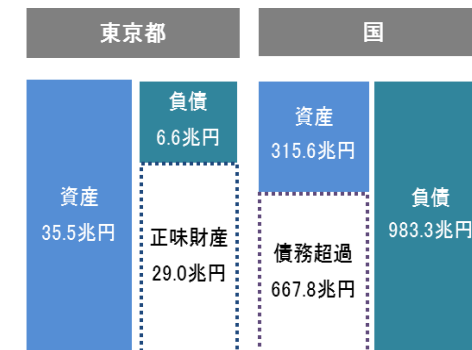 東京都
国
資産
35.5兆円
負債
6.6兆円
正味財産
29.0兆円
資産
315.6兆円
債務超過
667.8兆円
負債
983.3兆円